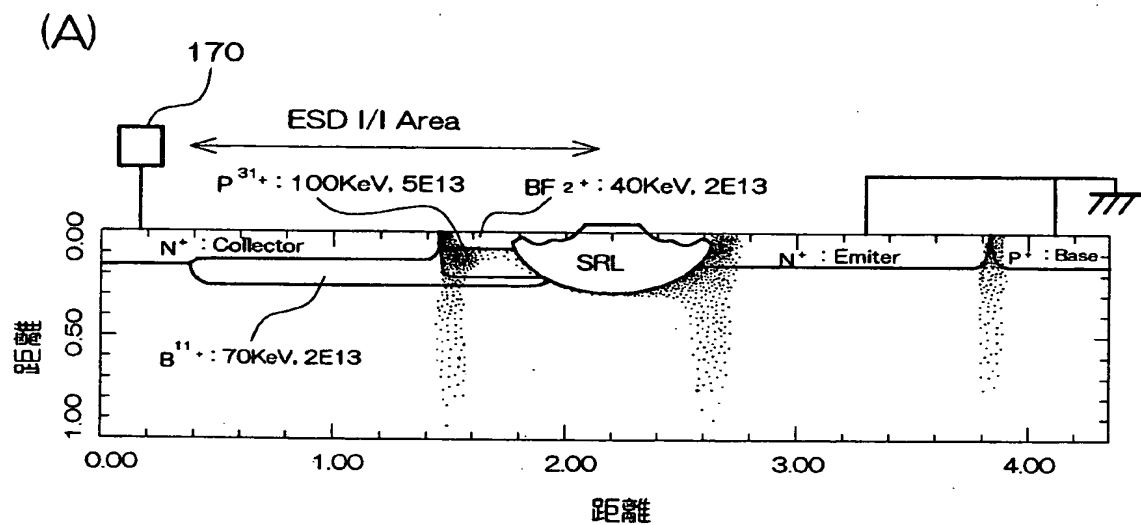 (A)
170
ESD I/I Area
P³¹⁺ : 100KeV, 5E13
BF₂⁺ : 40KeV, 2E13
N⁺ : Collector
SRL
N⁺ : Emiter
P⁺ : Base
B¹¹⁺ : 70KeV, 2E13
距離
0.00
0.50
1.00
0.00 1.00 2.00 3.00 4.00
距離